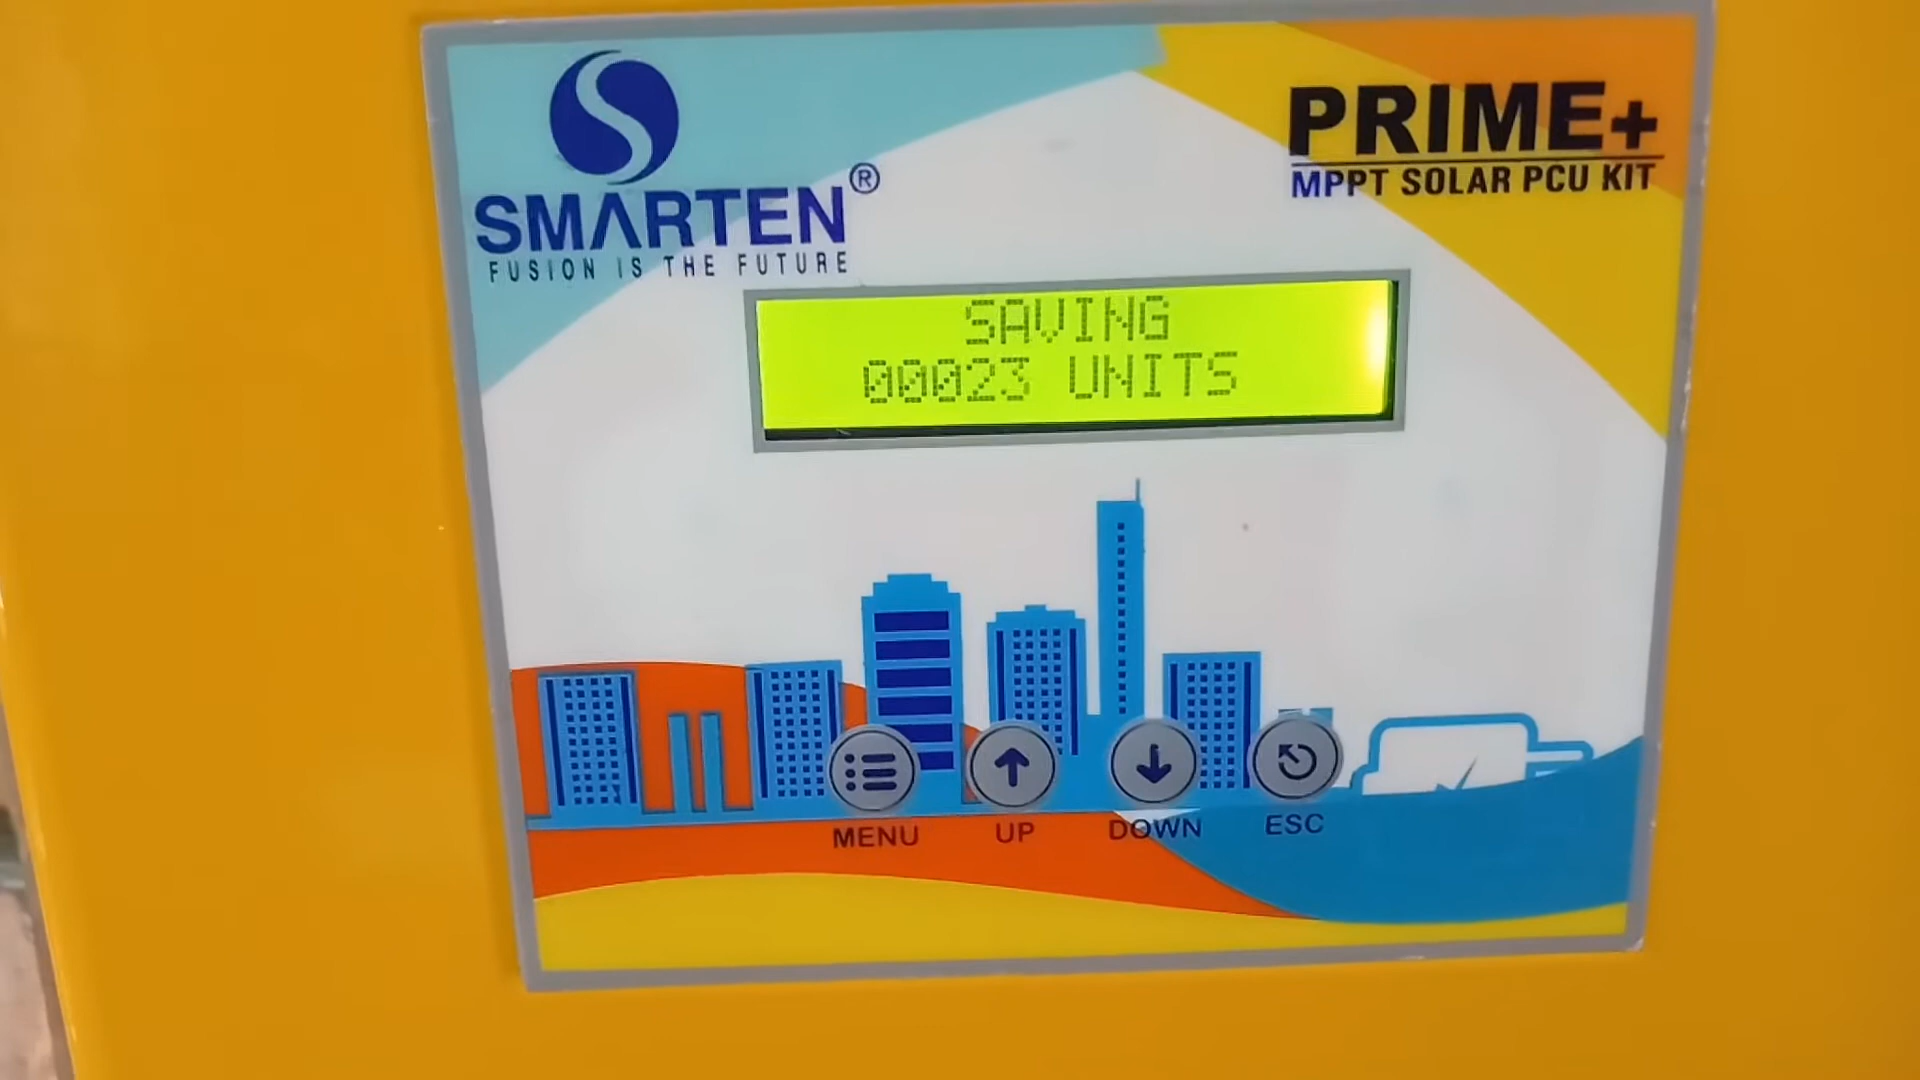 SMARTEN®
FUSION IS THE FUTURE
PRIME+
MPPT SOLAR PCU KIT
SAVING
00023 UNITS
MENU
UP
DOWN
ESC